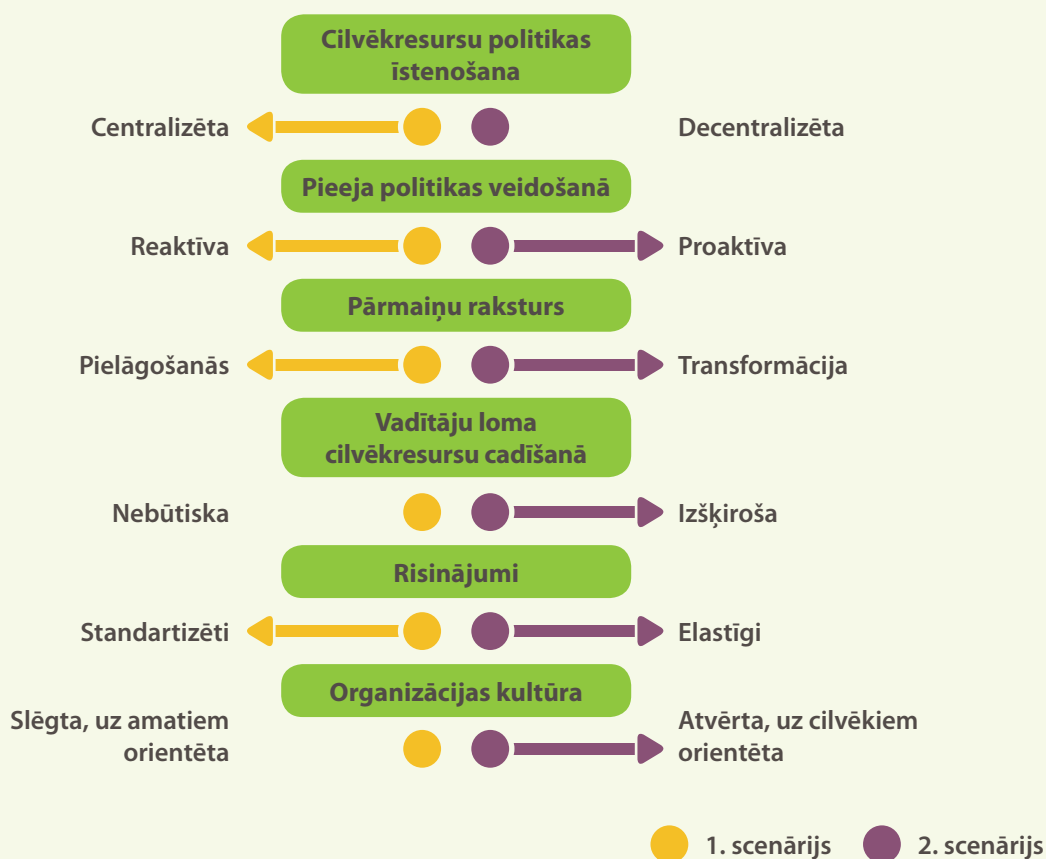 Cilvēkresursu politikas
īstenošana
Centralizēta
Decentralizēta
Pieeja politikas veidošanā
Reaktīva
Proaktīva
Pārmaiņu raksturs
Pielāgošanās
Transformācija
Vadītāju loma
cilvēkresursu cadīšanā
Nebūtiska
Izšķiroša
Risinājumi
Standartizēti
Elastīgi
Organizācijas kultūra
Slēgta, uz amatiem
orientēta
Atvērta, uz cilvēkiem
orientēta
1. scenārijs
2. scenārijs